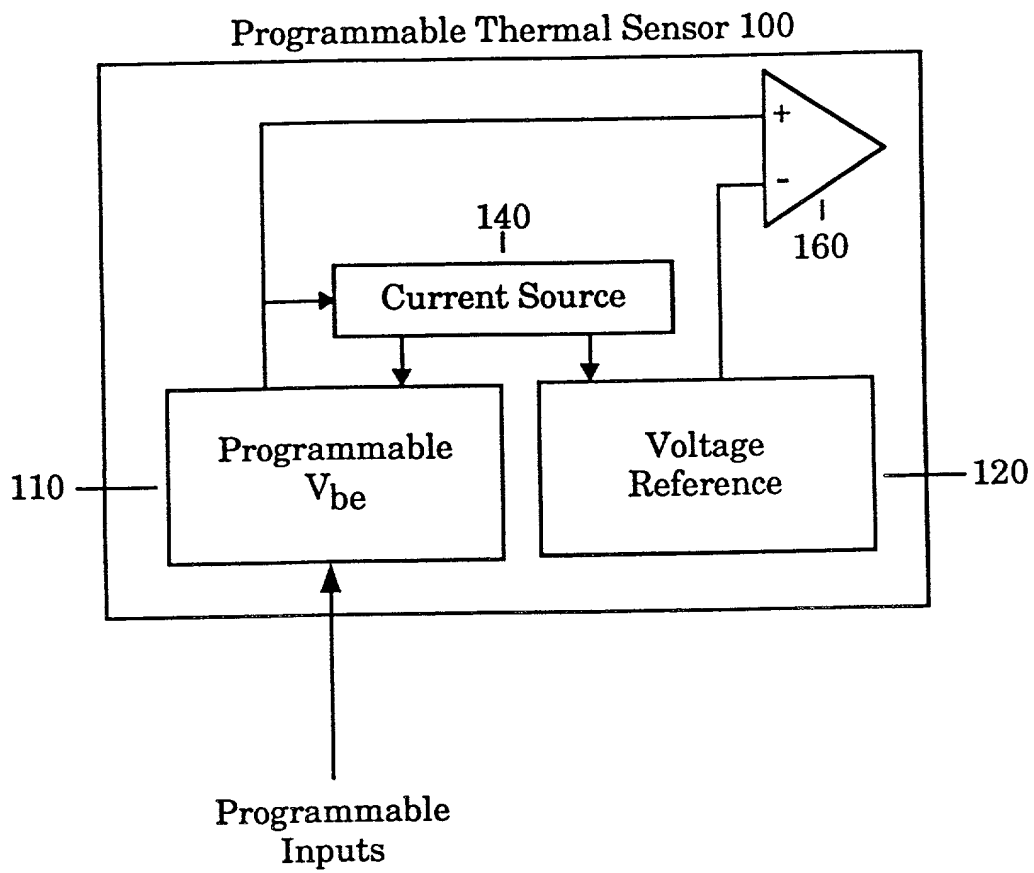 Programmable Thermal Sensor 100
+
-
160
140
Current Source
Programmable
Vbe
Voltage
Reference
110
120
Programmable
Inputs